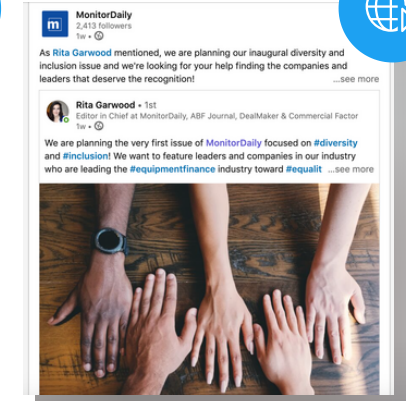 m
MonitorDaily
2,413 followers
1w •
As Rita Garwood mentioned, we are planning our inaugural diversity and
inclusion issue and we're looking for your help finding the companies and
leaders that deserve the recognition! ...see more
Rita Garwood • 1st
Editor in Chief at MonitorDaily, ABF Journal, DealMaker & Commercial Factor
1w •
We are planning the very first issue of MonitorDaily focused on #diversity
and #inclusion! We want to feature leaders and companies in our industry
who are leading the #equipmentfinance industry toward #equalit ...see more